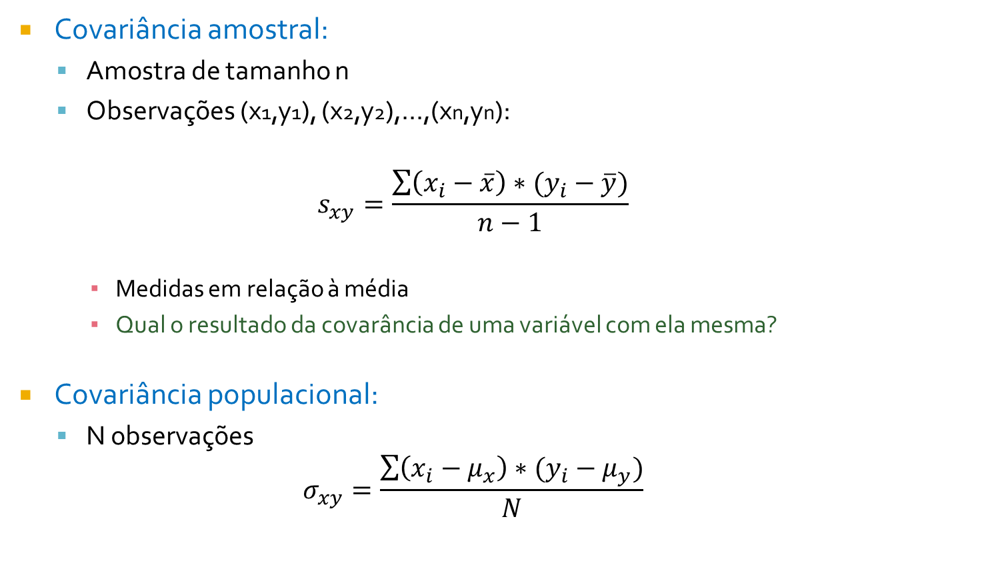 Covariância amostral:
Amostra de tamanho n
Observações (x1,y1), (x2,y2),...,(xn,yn):
s_{xy} = \frac{\sum (x_i - \bar{x}) * (y_i - \bar{y})}{n - 1}
Medidas em relação à média
Qual o resultado da covarância de uma variável com ela mesma?
Covariância populacional:
N observações
\sigma_{xy} = \frac{\sum (x_i - \mu_x) * (y_i - \mu_y)}{N}